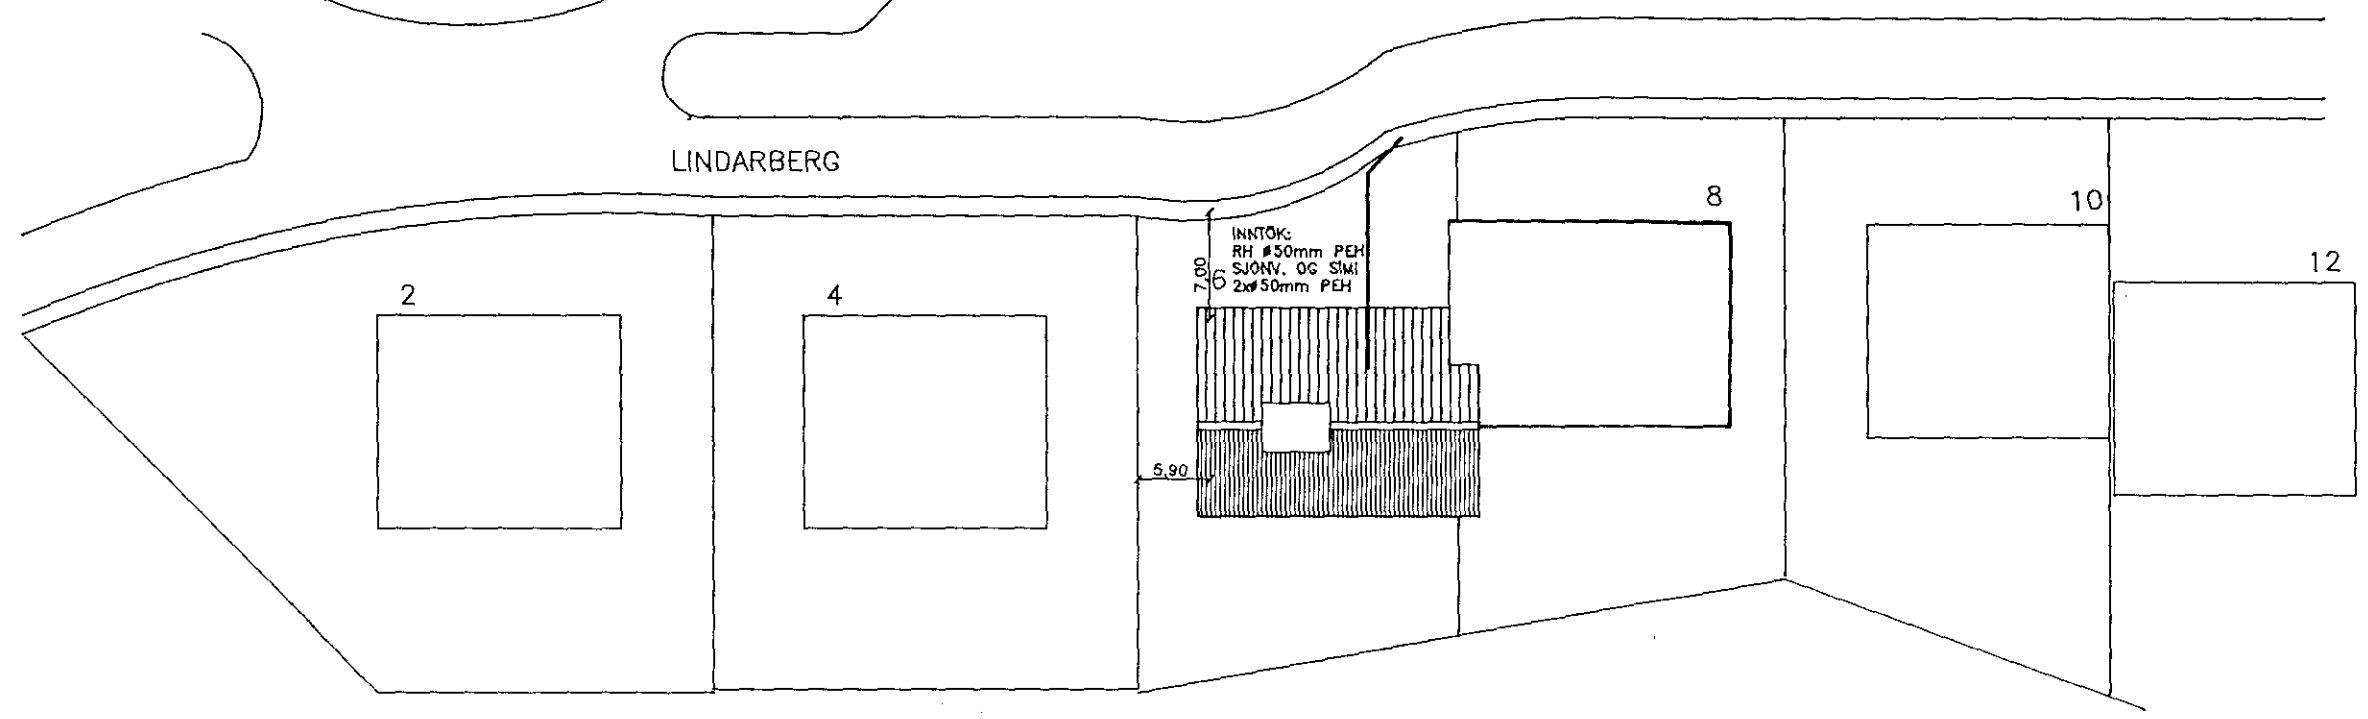 LINDARBERG
8
10
INNTÖK:
RH ø50mm PEH
SJÓNV. OG SÍMI
2xø50mm PEH
7,00
6
12
2
4
5,90